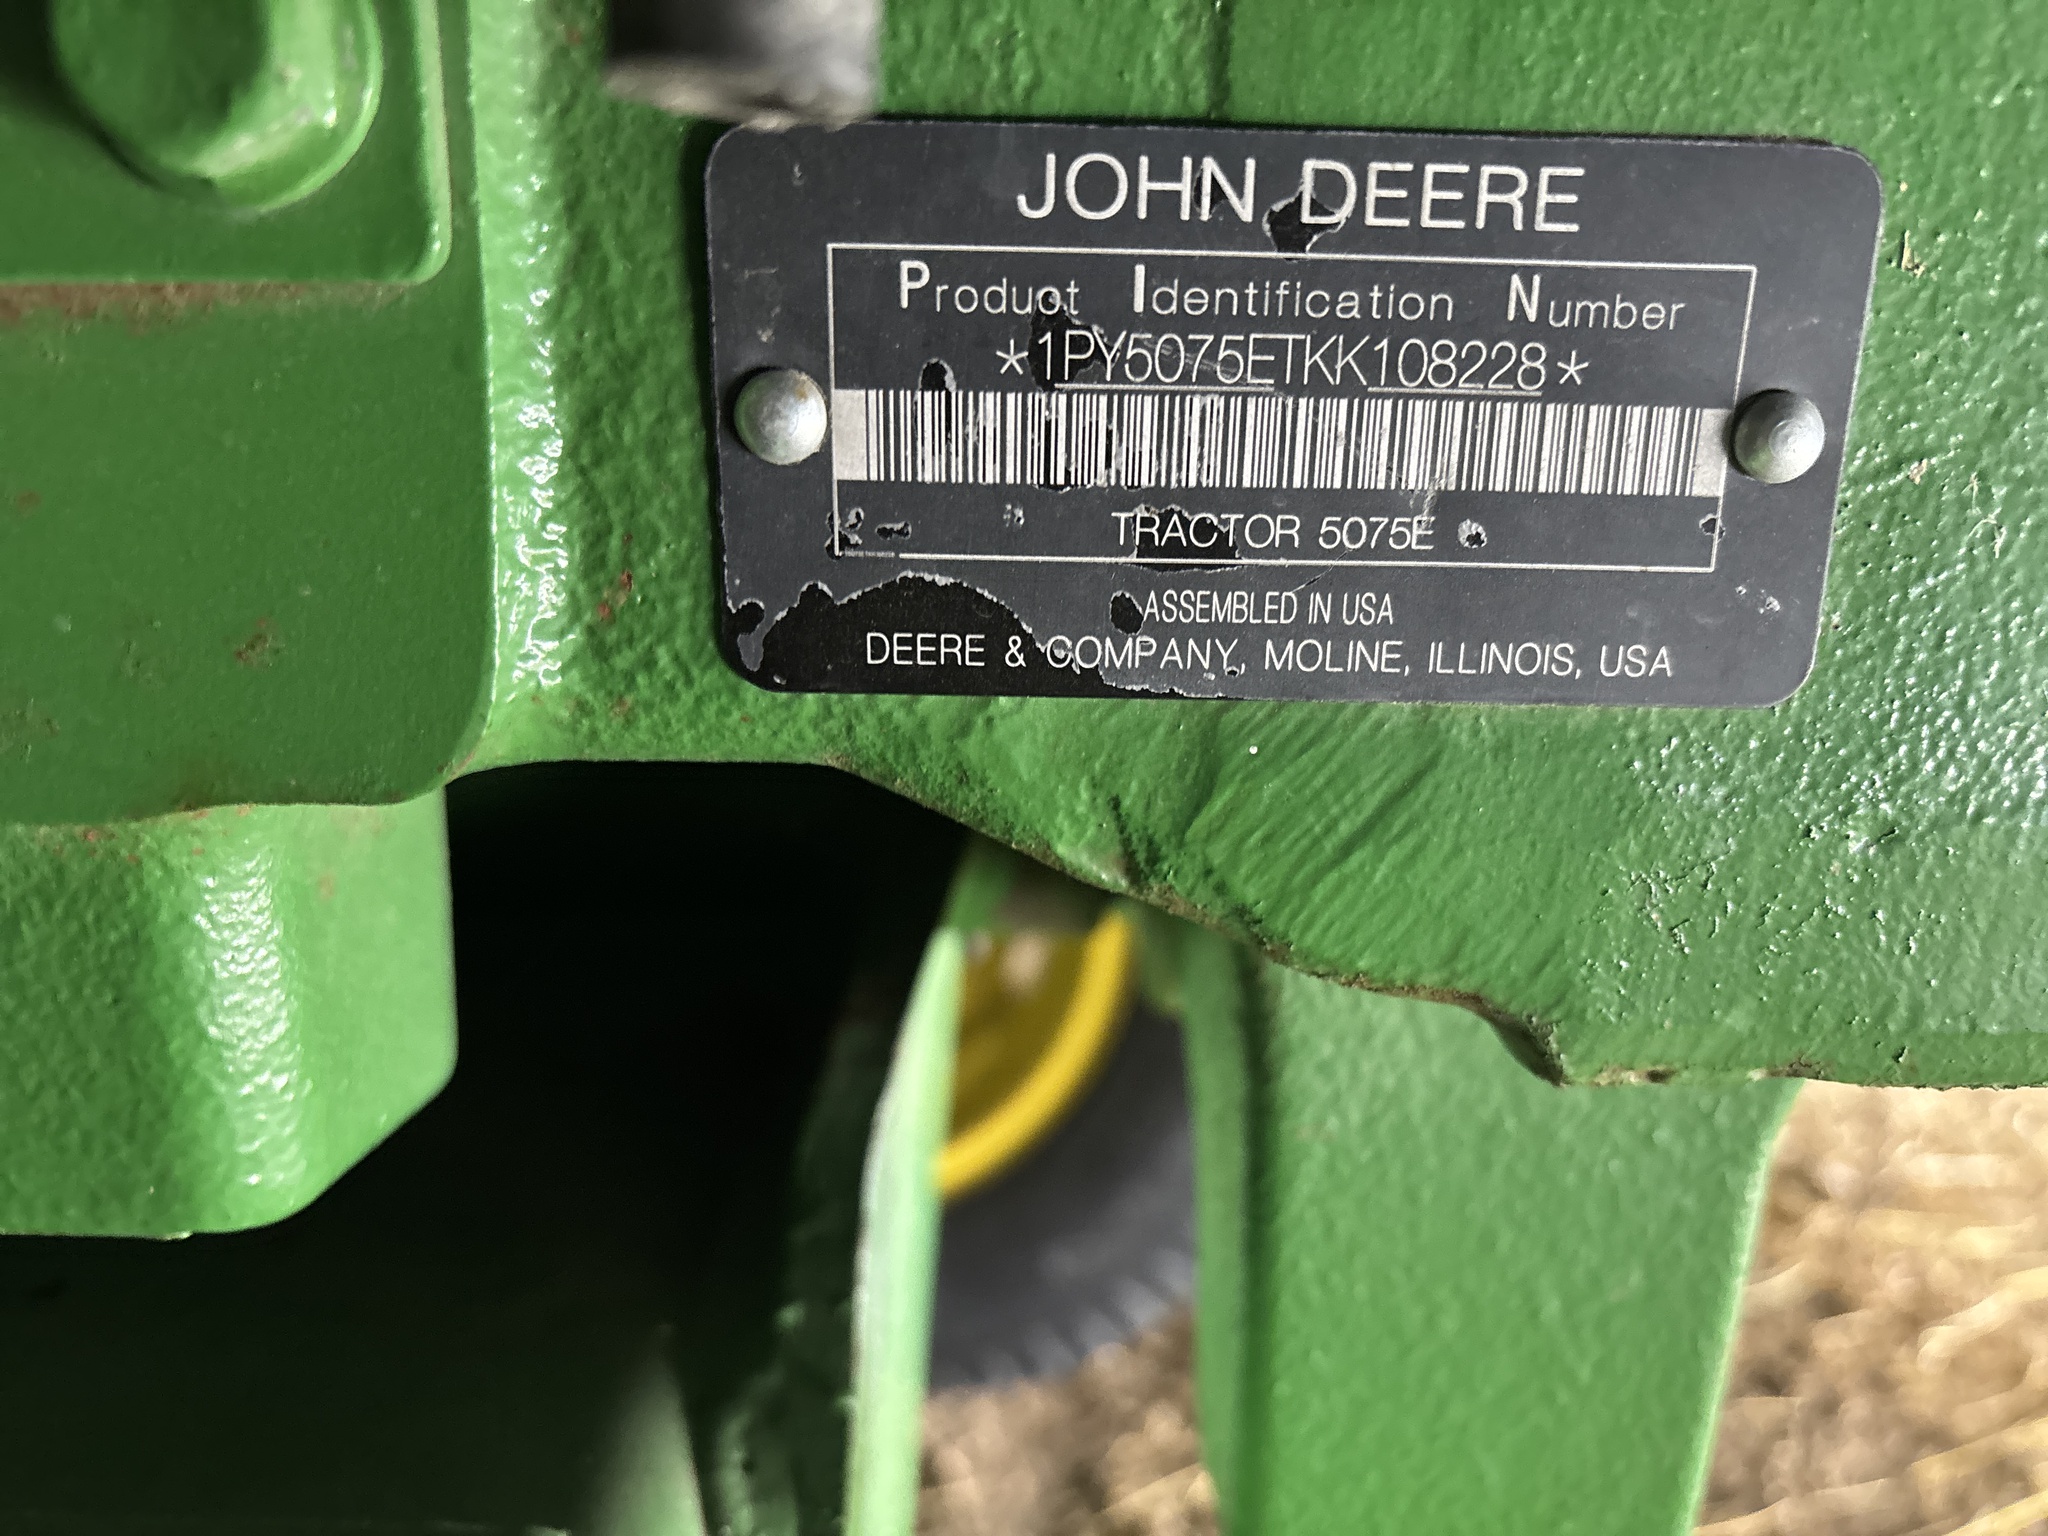 JOHN DEERE
Product Identification Number
*1PY5075ETKK108228*
TRACTOR 5075E
ASSEMBLED IN USA
DEERE & COMPANY, MOLINE, ILLINOIS, USA